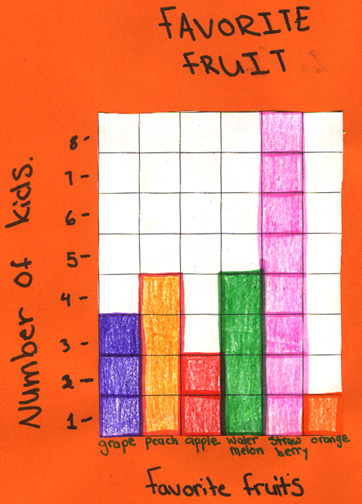 FAVORITE
FRUIT
Number of kids.
8-
7-
6-
5-
4-
3-
2-
1-
grape peach apple water melon straw berry orange
favorite fruits